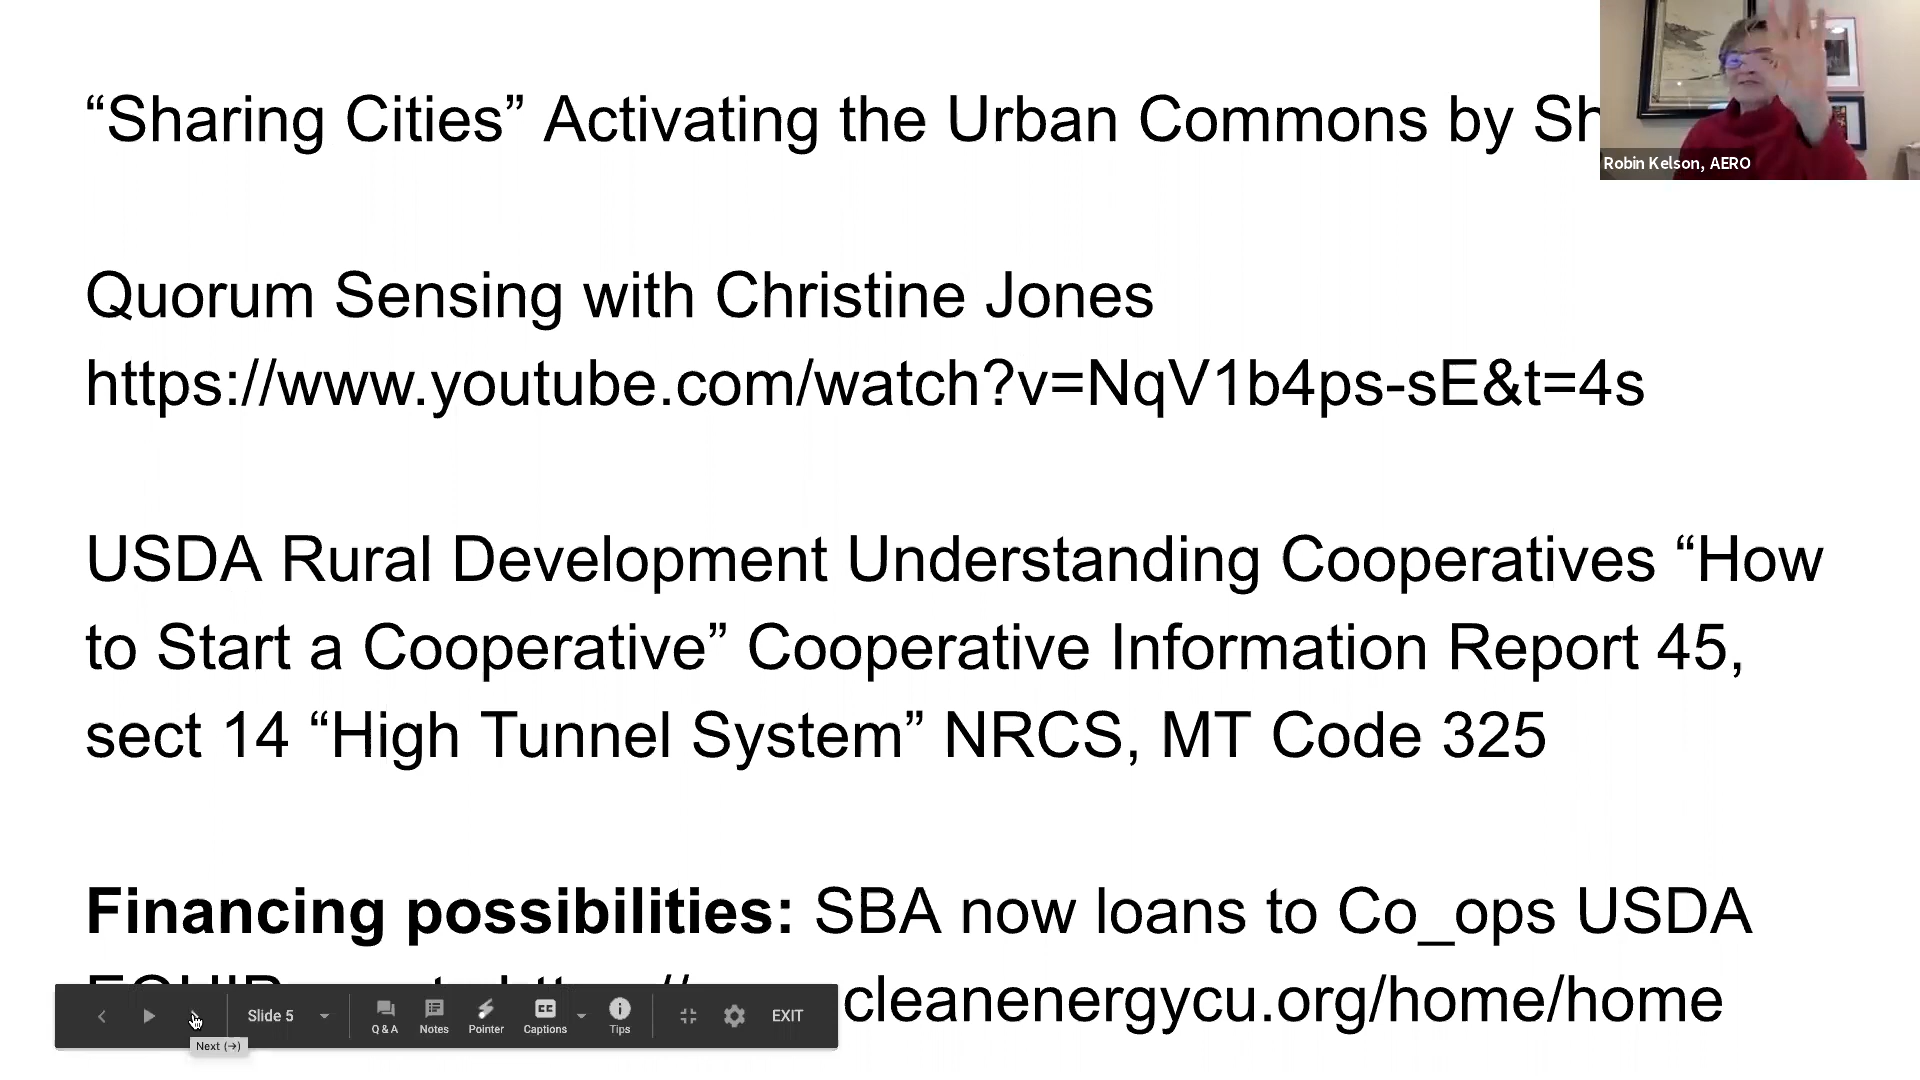 “Sharing Cities” Activating the Urban Commons by
Robin Kelson, AERO
Quorum Sensing with Christine Jones
https://www.youtube.com/watch?v=NqV1b4ps-sE&t=4s
USDA Rural Development Understanding Cooperatives “How
to Start a Cooperative” Cooperative Information Report 45,
sect 14 “High Tunnel System” NRCS, MT Code 325
Financing possibilities: SBA now loans to Co_ops USDA
cleanenergycu.org/home/home
Slide 5
Q & A
Notes
Pointer
CC
Captions
Tips
EXIT
Next (→)